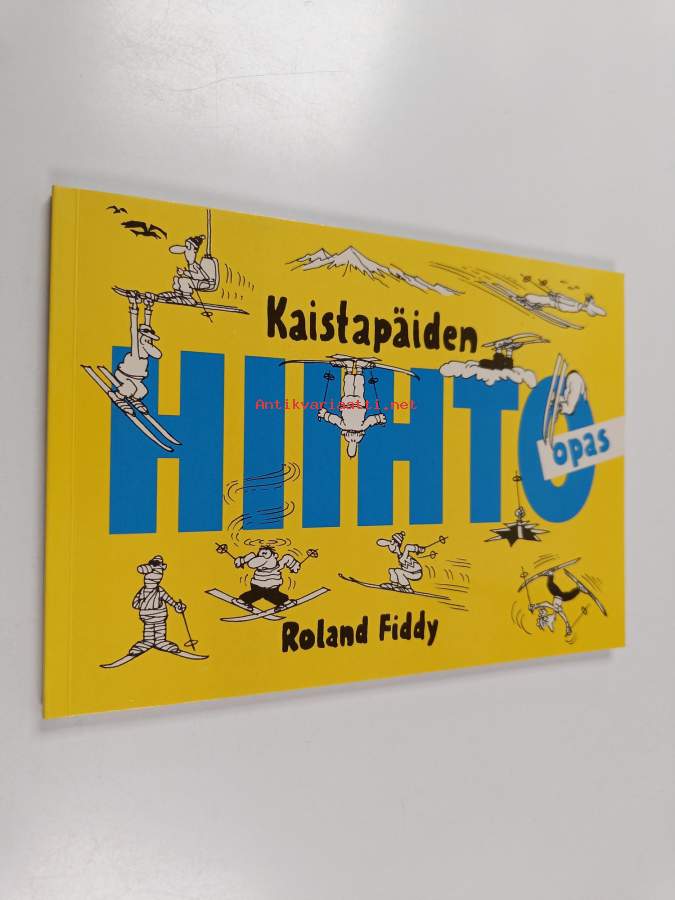 Kaistapäiden
HIIHTO
opas
Antikvariaatti.net
Roland Fiddy